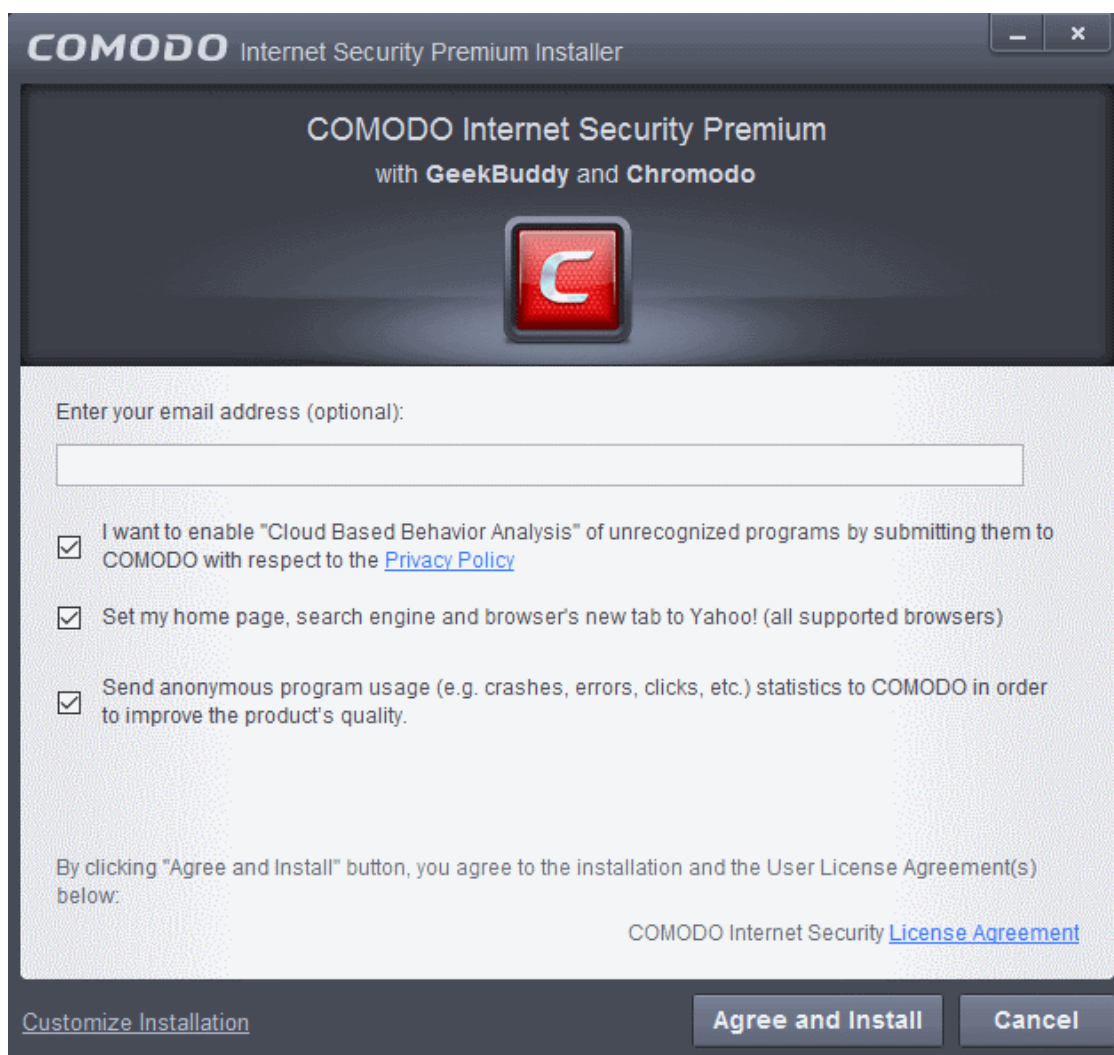 COMODO Internet Security Premium Installer
COMODO Internet Security Premium
with GeekBuddy and Chromodo
C
Enter your email address (optional):
I want to enable "Cloud Based Behavior Analysis" of unrecognized programs by submitting them to
COMODO with respect to the Privacy Policy
Set my home page, search engine and browser's new tab to Yahoo! (all supported browsers)
Send anonymous program usage (e.g. crashes, errors, clicks, etc.) statistics to COMODO in order
to improve the product's quality.
By clicking "Agree and Install" button, you agree to the installation and the User License Agreement(s)
below:
COMODO Internet Security License Agreement
Customize Installation
Agree and Install
Cancel